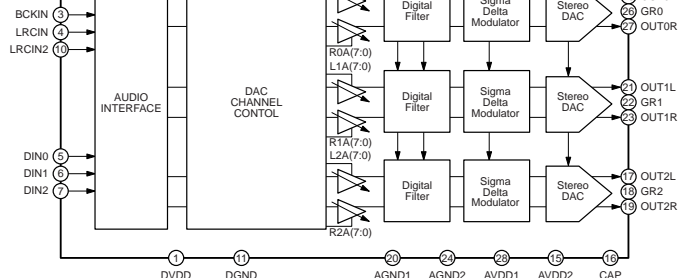 Digital
Filter
Sigma
Delta
Modulator
Stereo
DAC
26 GR0
27 OUT0R
BCKIN 3
LRCIN 4
LRCIN2 10
R0A(7:0)
L1A(7:0)
AUDIO
INTERFACE
DAC
CHANNEL
CONTOL
Digital
Filter
Sigma
Delta
Modulator
Stereo
DAC
21 OUT1L
22 GR1
23 OUT1R
R1A(7:0)
L2A(7:0)
DIN0 5
DIN1 6
DIN2 7
Digital
Filter
Sigma
Delta
Modulator
Stereo
DAC
17 OUT2L
18 GR2
19 OUT2R
R2A(7:0)
1 11 20 24 28 15 16
DVDD DGND AGND1 AGND2 AVDD1 AVDD2 CAP